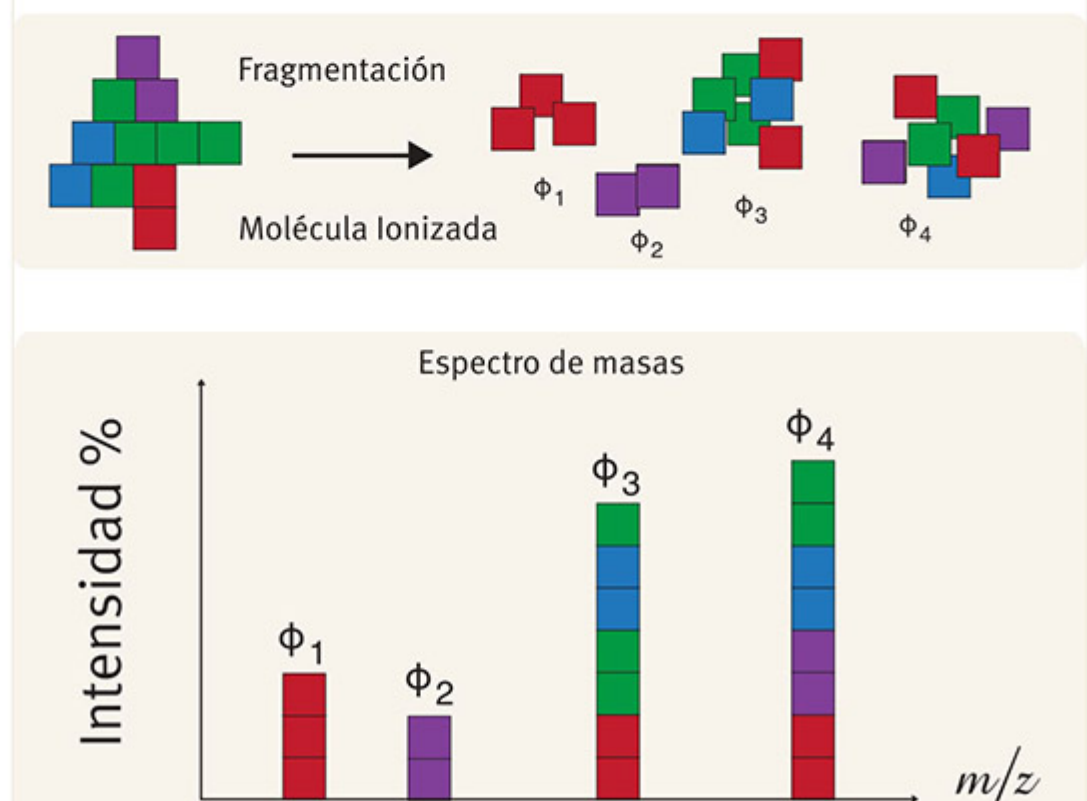 Fragmentación
Molécula Ionizada
Φ1
Φ2
Φ3
Φ4
Espectro de masas
Intensidad %
Φ1
Φ2
Φ3
Φ4
m/z